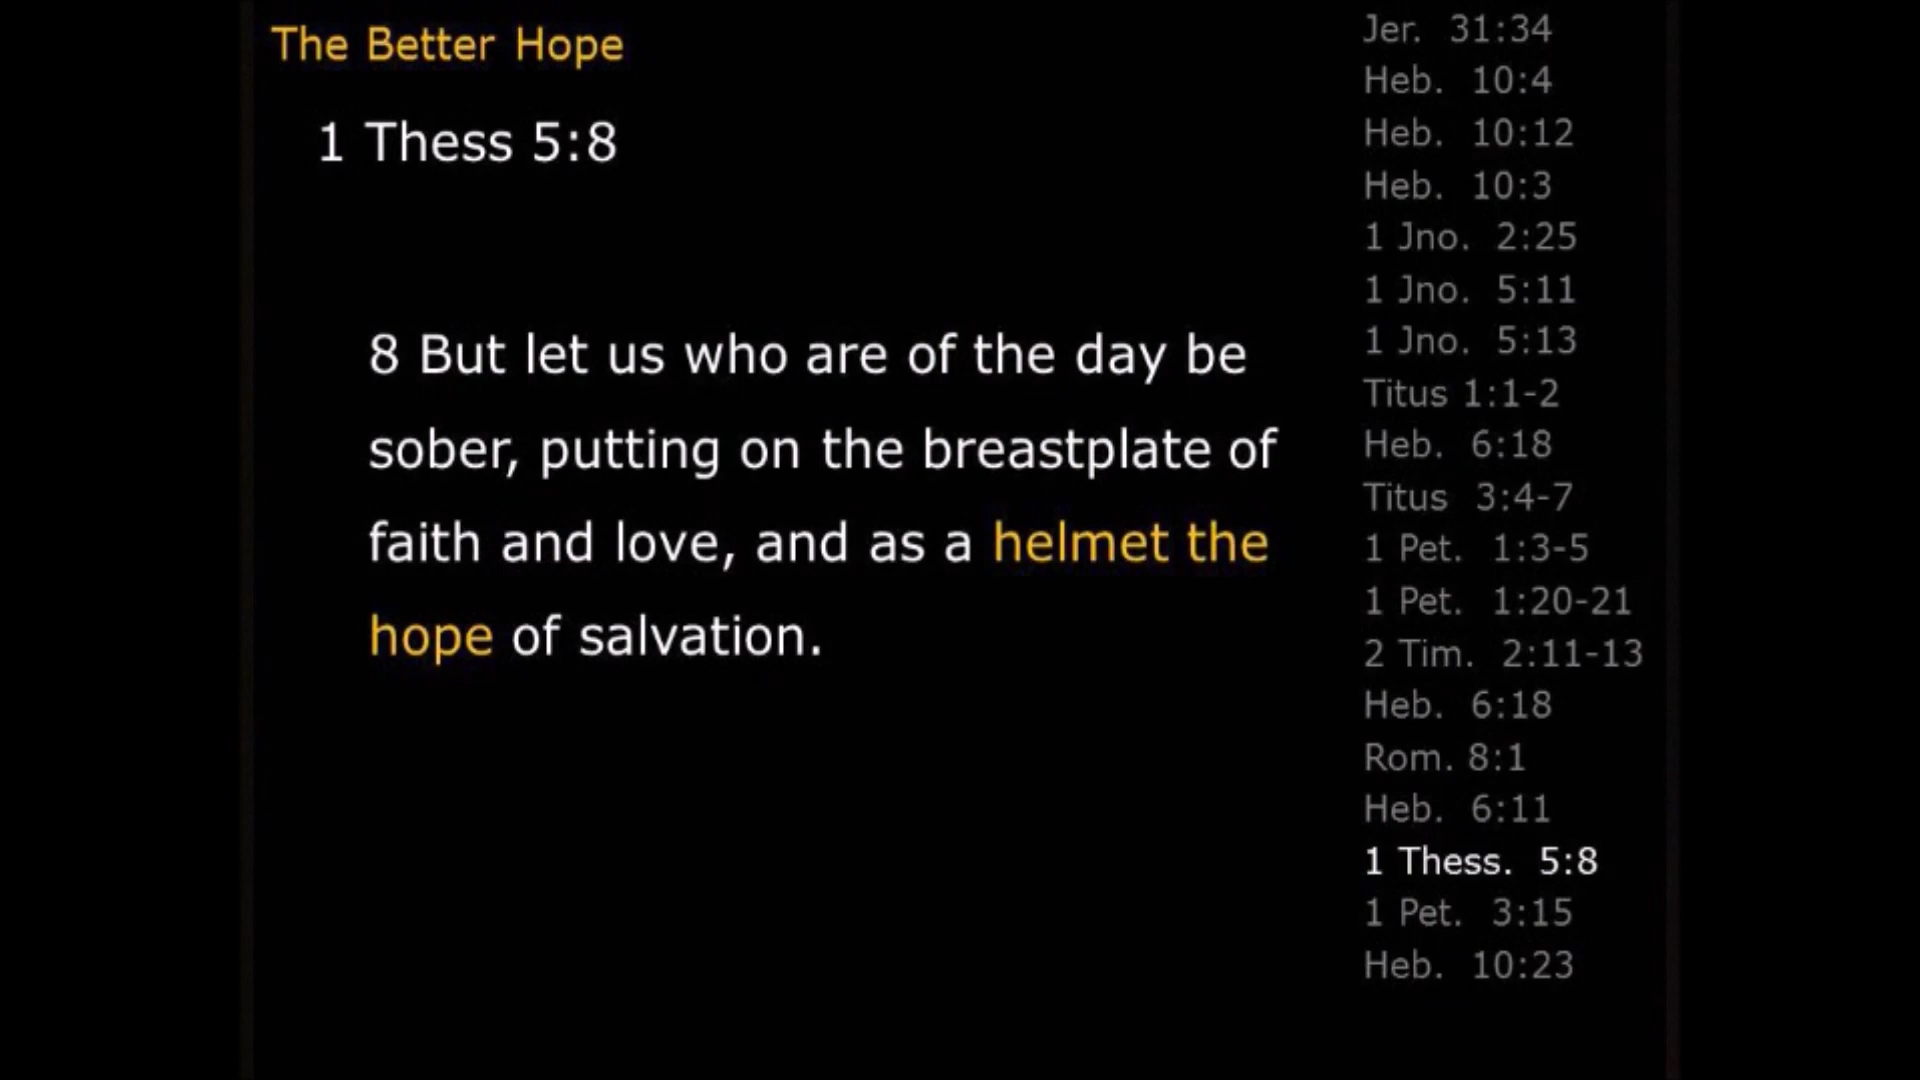 The Better Hope
1 Thess 5:8
8 But let us who are of the day be
sober, putting on the breastplate of
faith and love, and as a helmet the
hope of salvation.
Jer. 31:34
Heb. 10:4
Heb. 10:12
Heb. 10:3
1 Jno. 2:25
1 Jno. 5:11
1 Jno. 5:13
Titus 1:1-2
Heb. 6:18
Titus 3:4-7
1 Pet. 1:3-5
1 Pet. 1:20-21
2 Tim. 2:11-13
Heb. 6:18
Rom. 8:1
Heb. 6:11
1 Thess. 5:8
1 Pet. 3:15
Heb. 10:23